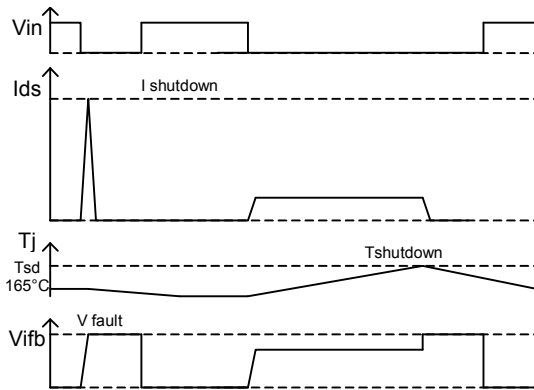 Vin
Ids
I shutdown
Tj
Tsd
165°C
Tshutdown
V fault
Vifb